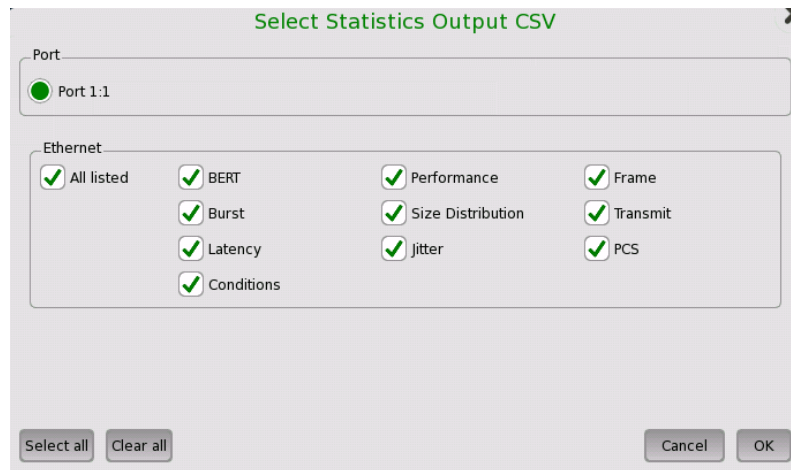 Select Statistics Output CSV
Port
Port 1:1
Ethernet
All listed BERT Performance Frame
Burst Size Distribution Transmit
Latency Jitter PCS
Conditions
Select all Clear all Cancel OK